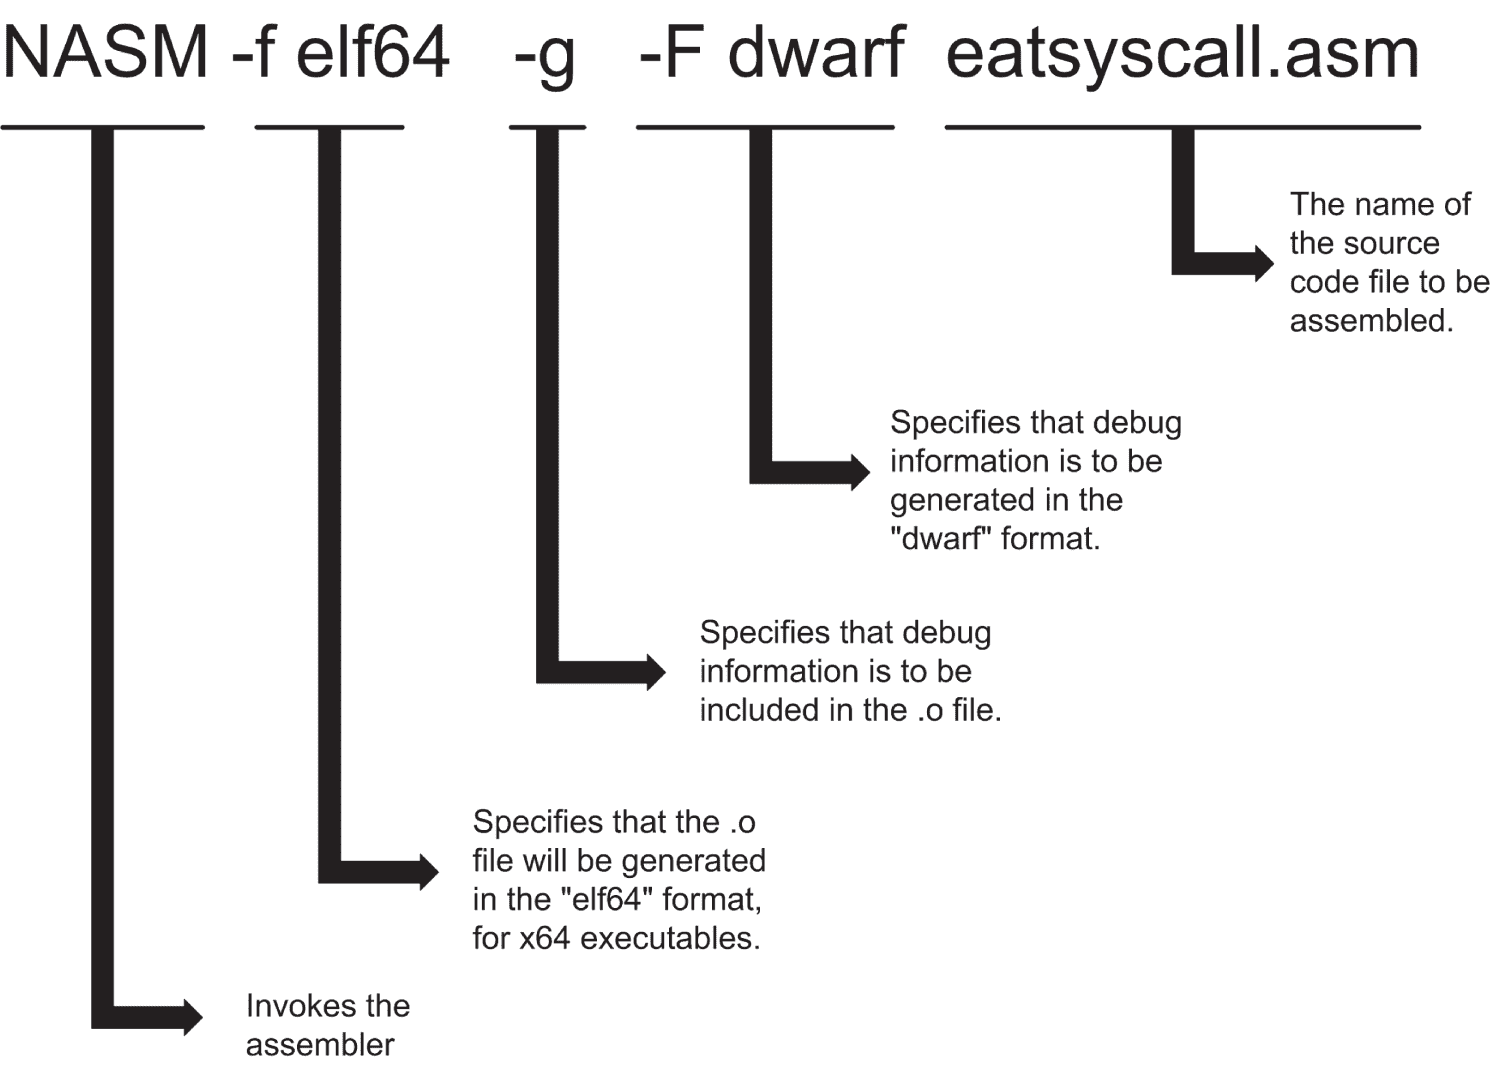 NASM -f elf64 -g -F dwarf eatsyscall.asm
The name of
the source
code file to be
assembled.
Specifies that debug
information is to be
generated in the
"dwarf" format.
Specifies that debug
information is to be
included in the .o file.
Specifies that the .o
file will be generated
in the "elf64" format,
for x64 executables.
Invokes the
assembler